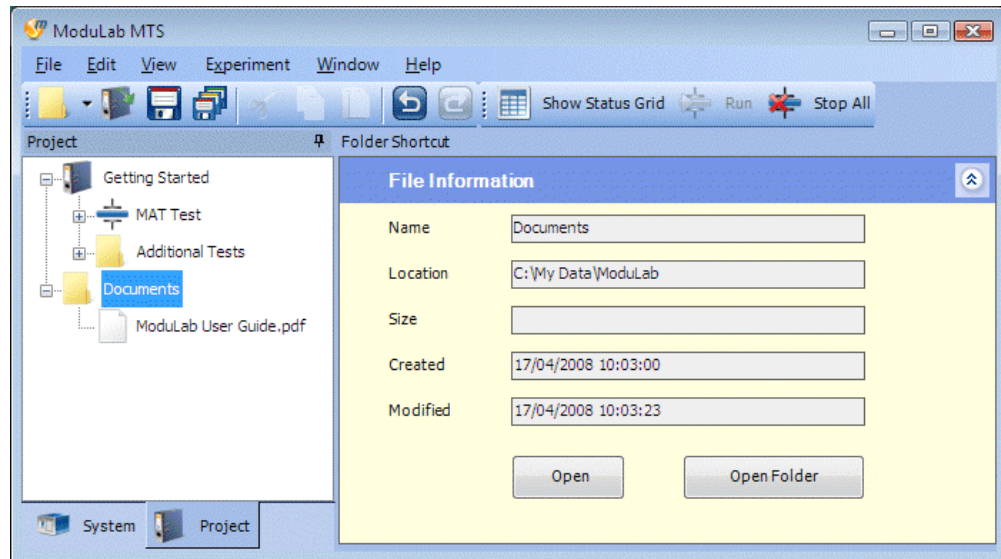 ModuLab MTS
File Edit View Experiment Window Help
Show Status Grid Run Stop All
Project Folder Shortcut
Getting Started
MAT Test
Additional Tests
Documents
ModuLab User Guide.pdf
File Information
Name Documents
Location C:\My Data\ModuLab
Size
Created 17/04/2008 10:03:00
Modified 17/04/2008 10:03:23
Open Open Folder
System Project